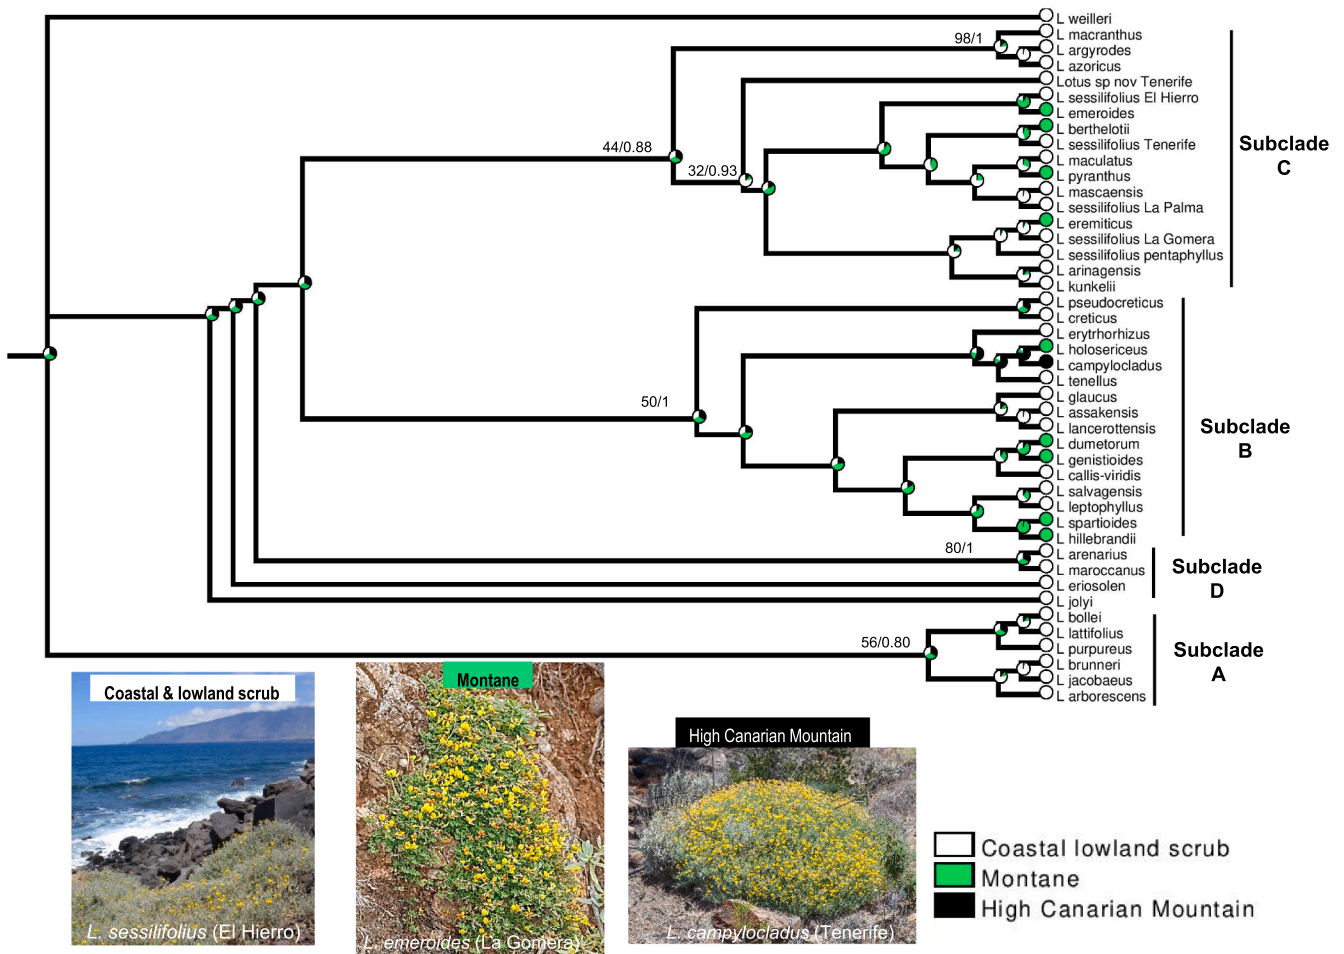 L weilleri
L macranthus
98/1
L argyrodes
L azoricus
Lotus sp nov Tenerife
L sessilifolius El Hierro
L emeroides
L berthelotii
L sessilifolius Tenerife
44/0.88
L maculatus
32/0.93
L pyranthus
L mascaensis
L sessilifolius La Palma
L eremiticus
L sessilifolius La Gomera
L sessilifolius pentaphyllus
L arinagensis
L kunkelii
Subclade
C
L pseudocreticus
L creticus
L erytrhorhizus
L holosericeus
L campylocladus
L tenellus
L glaucus
50/1
L assakensis
L lancerottensis
L dumetorum
L genistioides
L callis-viridis
L salvagensis
L leptophyllus
L spartioides
L hillebrandii
Subclade
B
80/1
L arenarius
L maroccanus
L eriosolen
L jolyi
Subclade
D
L bollei
L lattifolius
56/0.80
L purpureus
L brunneri
L jacobaeus
L arborescens
Subclade
A
Coastal & lowland scrub
L. sessilifolius (El Hierro)
Montane
L. emeroides (La Gomera)
High Canarian Mountain
L. campylocladus (Tenerife)
Coastal lowland scrub
Montane
High Canarian Mountain